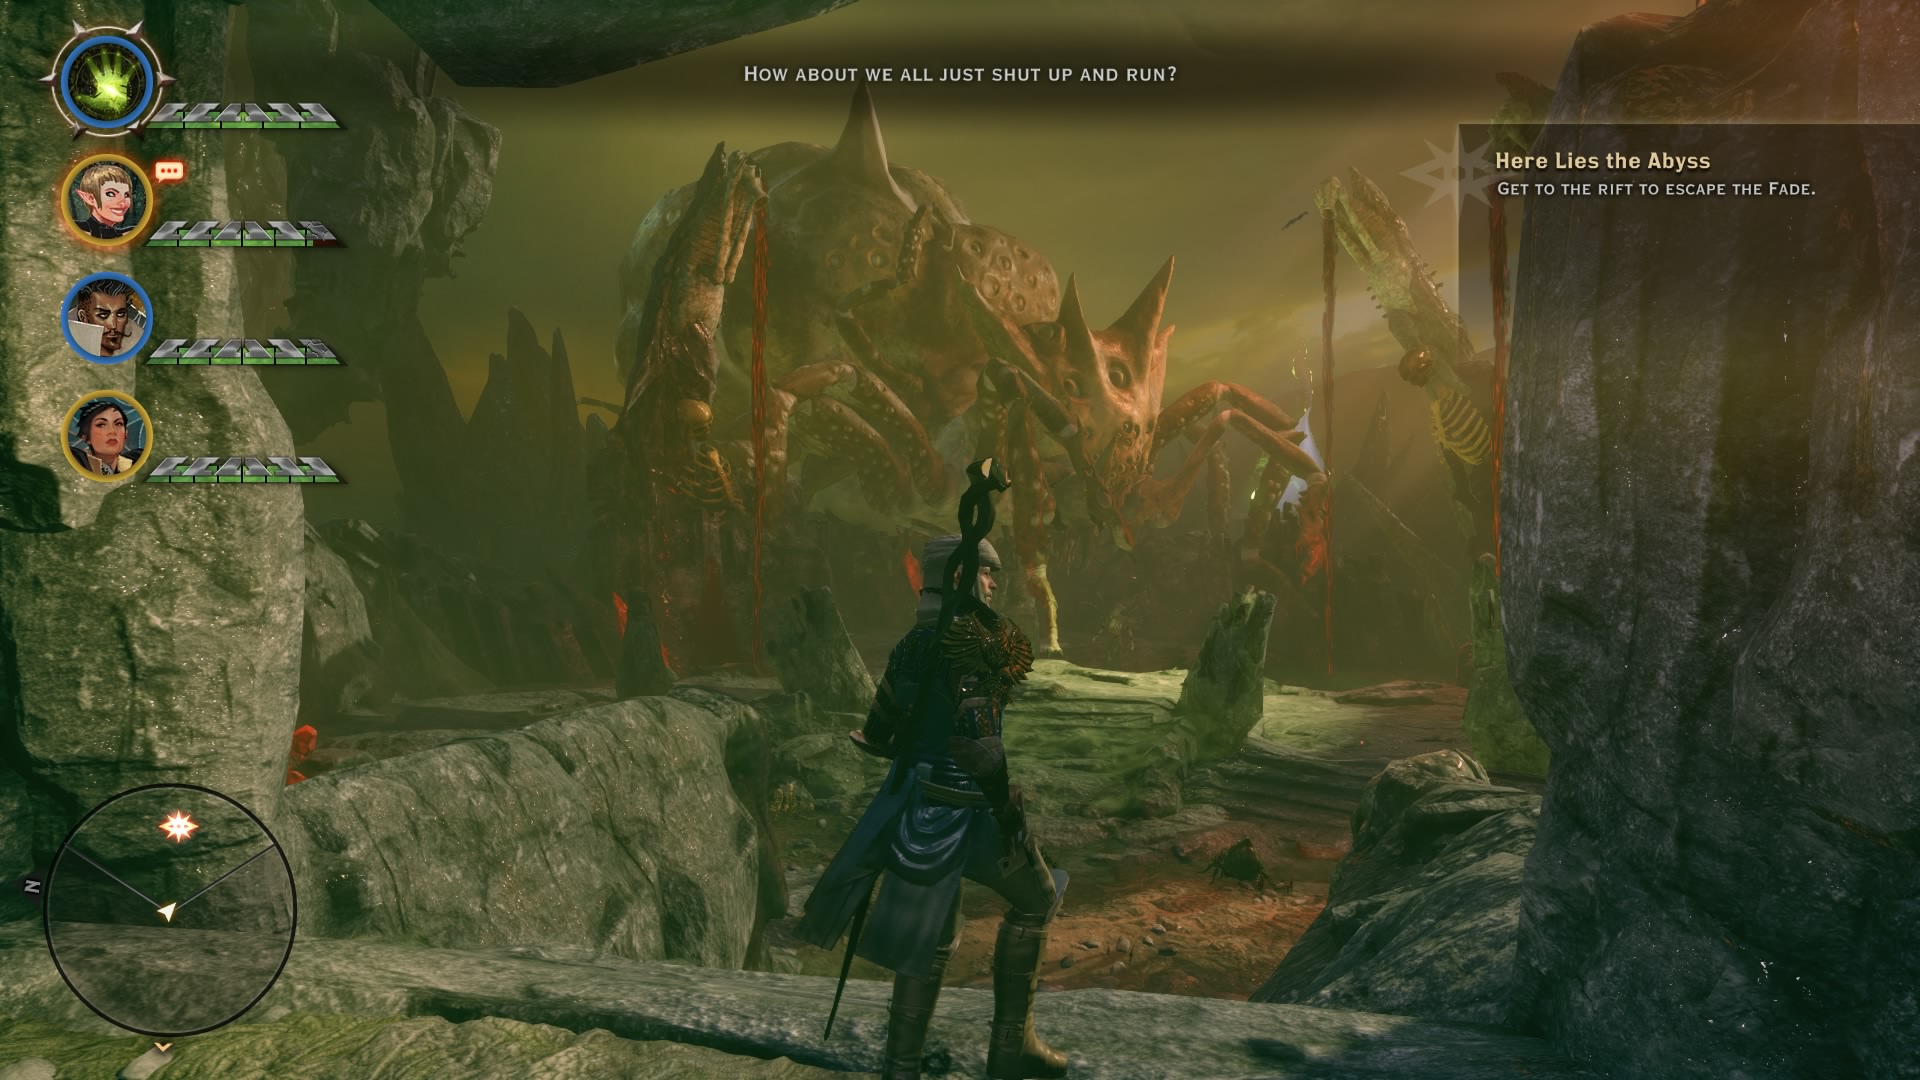 How about we all just shut up and run?
Here Lies the Abyss
Get to the rift to escape the Fade.
N